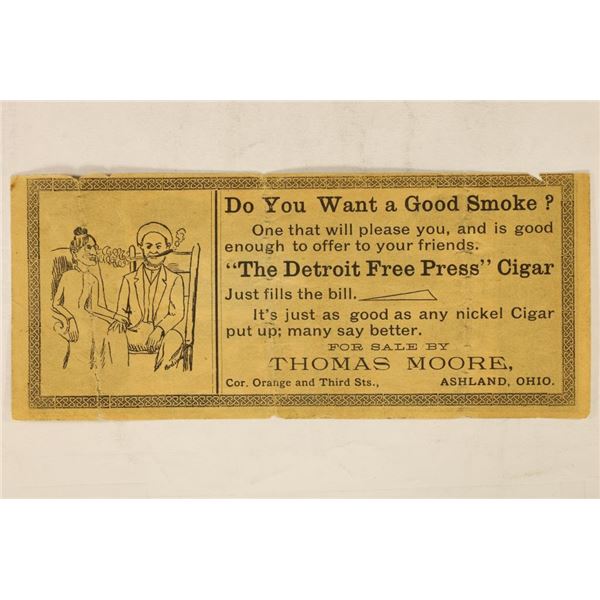 Do You Want a Good Smoke ?
One that will please you, and is good
enough to offer to your friends.
"The Detroit Free Press" Cigar
Just fills the bill.
It's just as good as any nickel Cigar
put up; many say better.
FOR SALE BY
THOMAS MOORE,
Cor. Orange and Third Sts., ASHLAND, OHIO.